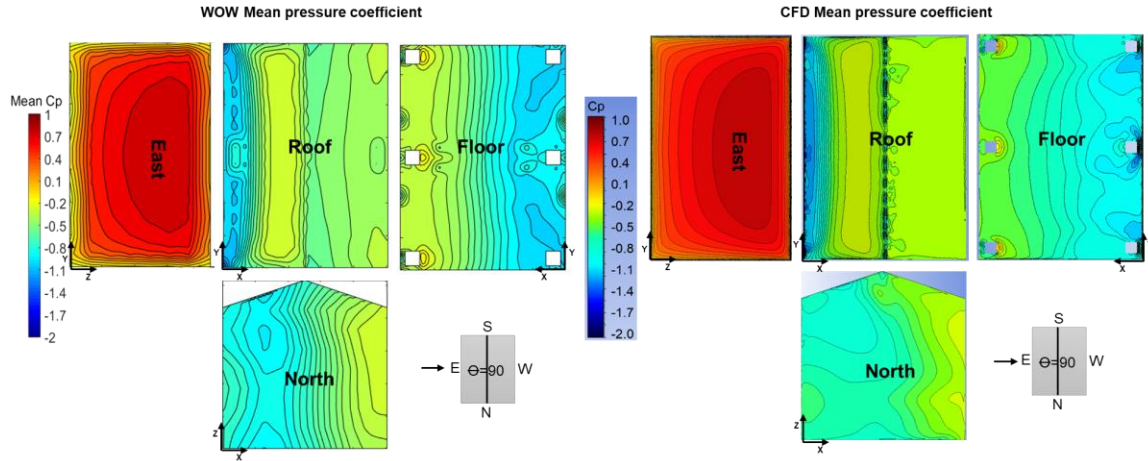 WOW Mean pressure coefficient
CFD Mean pressure coefficient
Mean Cp
1
0.7
0.4
0.1
-0.2
-0.5
-0.8
-1.1
-1.4
-1.7
-2
East
Y
Z
Roof
Y
X
Floor
Y
X
North
Z
X
S
E
Θ=90
W
N
Cp
1.0
0.7
0.4
0.1
-0.2
-0.5
-0.8
-1.1
-1.4
-1.7
-2.0
East
Y
Z
Roof
Y
X
Floor
Y
X
North
Z
X
S
E
Θ=90
W
N